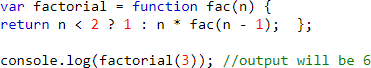 var factorial = function fac(n) {
return n < 2 ? 1 : n * fac(n - 1);  };
console.log(factorial(3)); //output will be 6